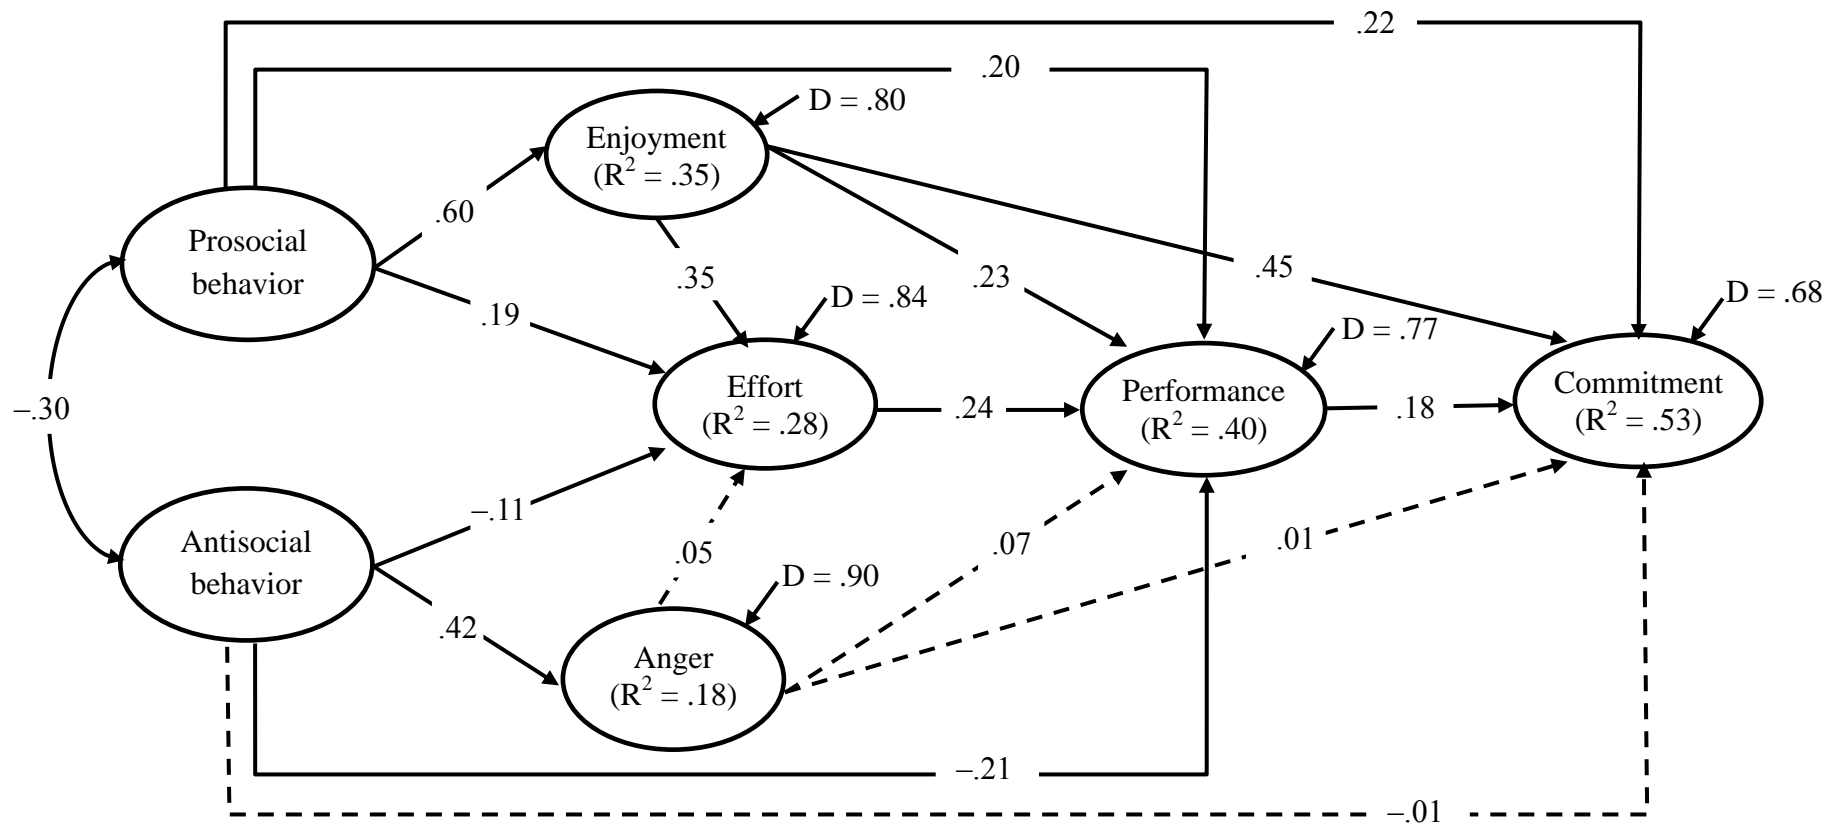 .22
.20
D = .80
Enjoyment
(R² = .35)
.60
Prosocial
behavior
.35
.23
.45
.19
D = .84
D = .77
D = .68
Effort
(R² = .28)
.24
Performance
(R² = .40)
.18
Commitment
(R² = .53)
–.30
–.11
Antisocial
behavior
.05
.07
.01
D = .90
.42
Anger
(R² = .18)
–.21
–.01